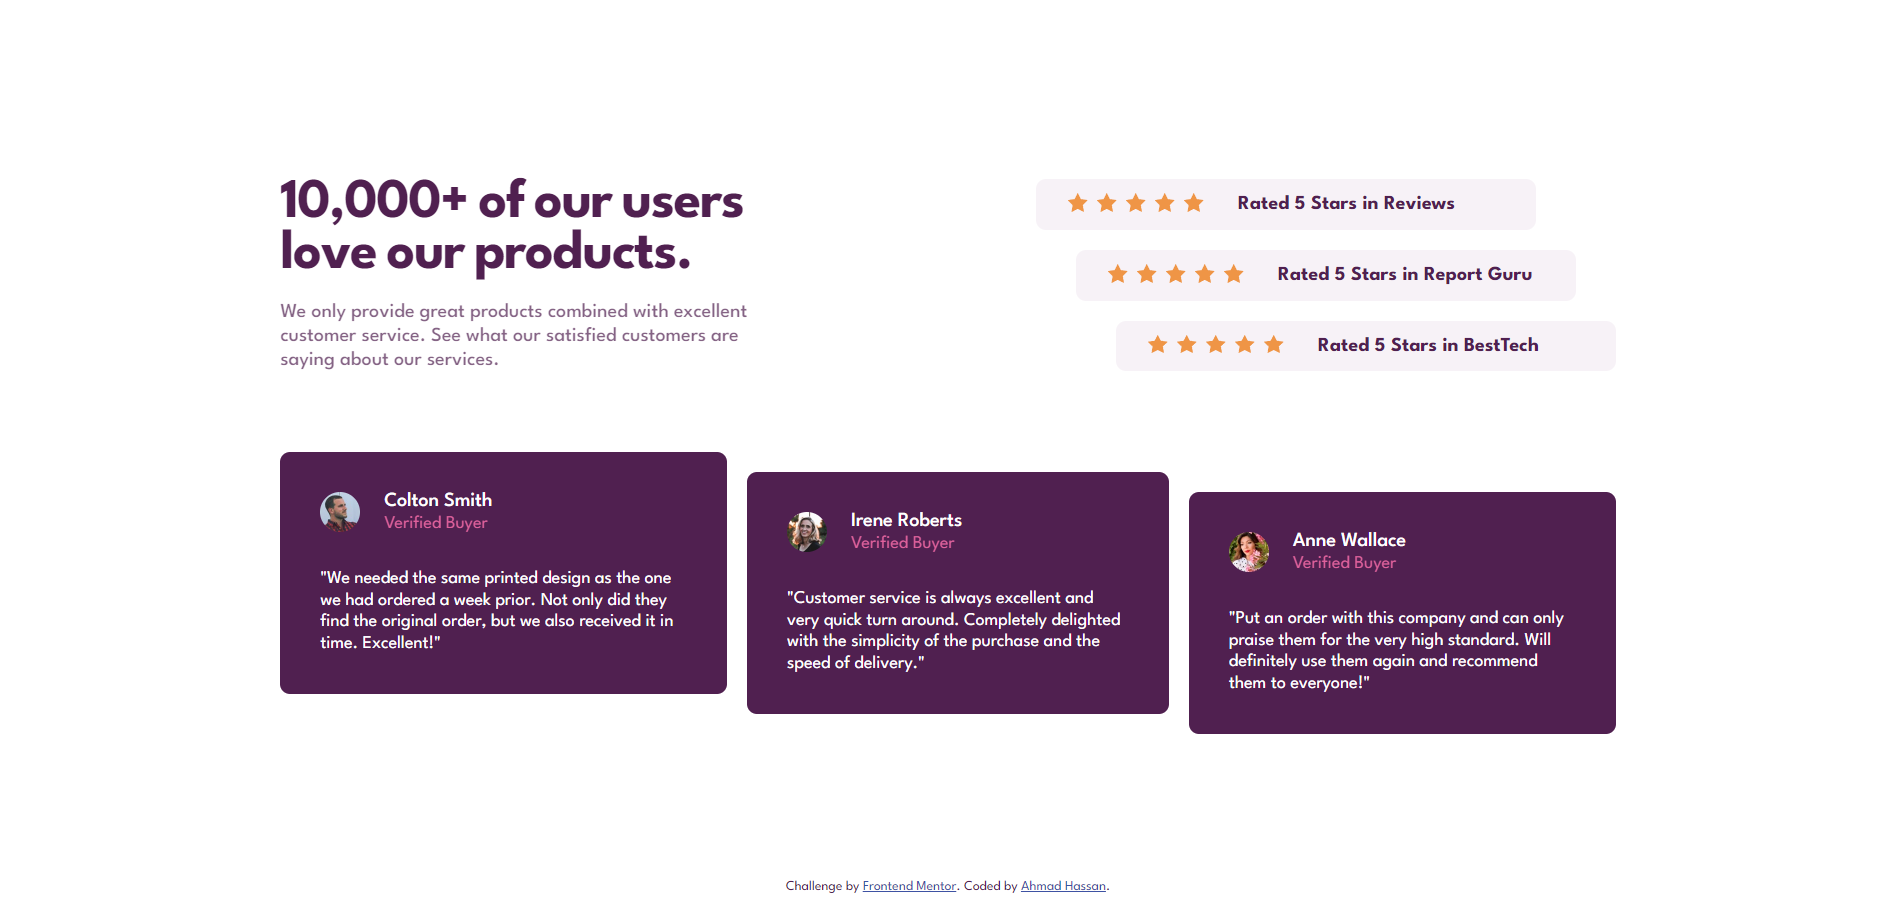 10,000+ of our users
love our products.
We only provide great products combined with excellent
customer service. See what our satisfied customers are
saying about our services.
Rated 5 Stars in Reviews
Rated 5 Stars in Report Guru
Rated 5 Stars in BestTech
Colton Smith
Verified Buyer
"We needed the same printed design as the one
we had ordered a week prior. Not only did they
find the original order, but we also received it in
time. Excellent!"
Irene Roberts
Verified Buyer
"Customer service is always excellent and
very quick turn around. Completely delighted
with the simplicity of the purchase and the
speed of delivery."
Anne Wallace
Verified Buyer
"Put an order with this company and can only
praise them for the very high standard. Will
definitely use them again and recommend
them to everyone!"
Challenge by Frontend Mentor. Coded by Ahmad Hassan.